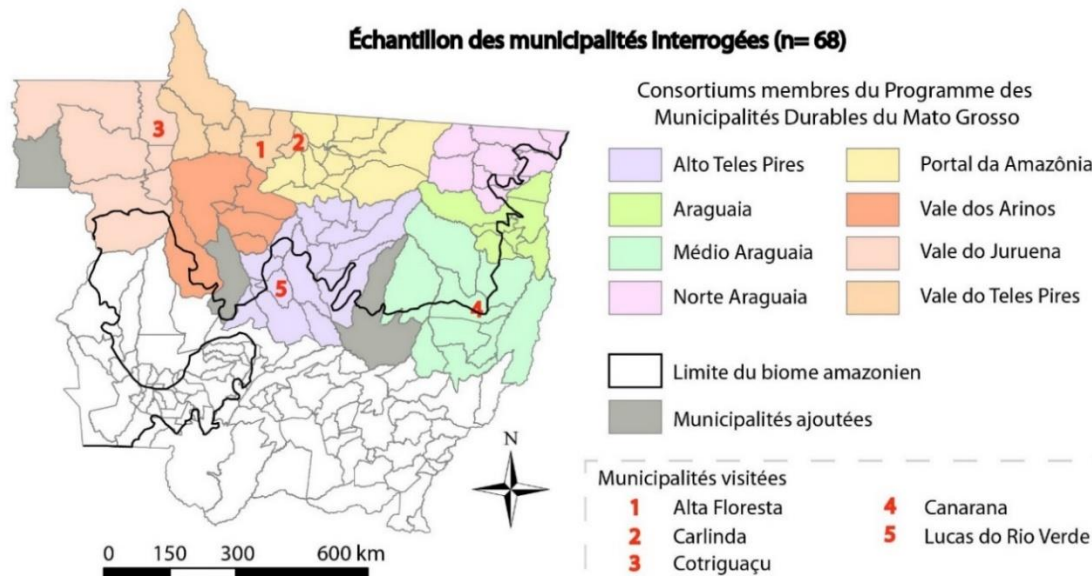 Échantillon des municipalités interrogées (n= 68)
Consortiums membres du Programme des
Municipalités Durables du Mato Grosso
Alto Teles Pires
Araguaia
Médio Araguaia
Norte Araguaia
Portal da Amazônia
Vale dos Arinos
Vale do Juruena
Vale do Teles Pires
Limite du biome amazonien
Municipalités ajoutées
Municipalités visitées
1 Alta Floresta
2 Carlinda
3 Cotriguaçu
4 Canarana
5 Lucas do Rio Verde
3
1
2
5
4
N
0 150 300 600 km